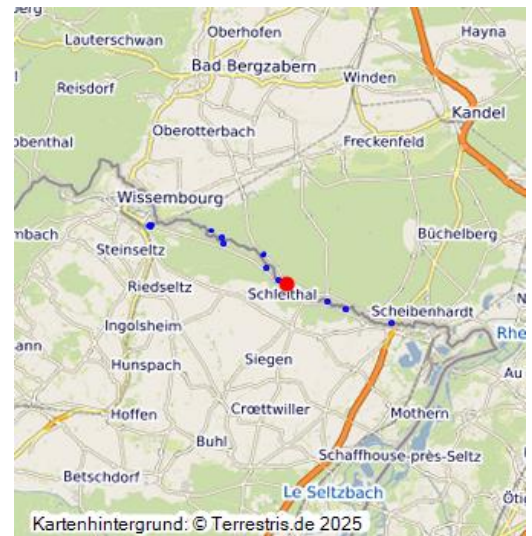 Oberhofen
Hayna
Lauterschwan
Bad Bergzabern
Winden
Reisdorf
Kandel
Oberotterbach
obenthal
Freckenfeld
Wissembourg
mbach
Büchelberg
Steinseltz
Riedseltz
Schleithal
Scheibenhardt
Ingolsheim
Rhe
ann
Siegen
Au
Hunspach
Crœttwiller
Hoffen
Mothern
Buhl
Schaffhouse-près-Seltz
Betschdorf
Le Seltzbach
Ötig
Kartenhintergrund: © Terrestris.de 2025